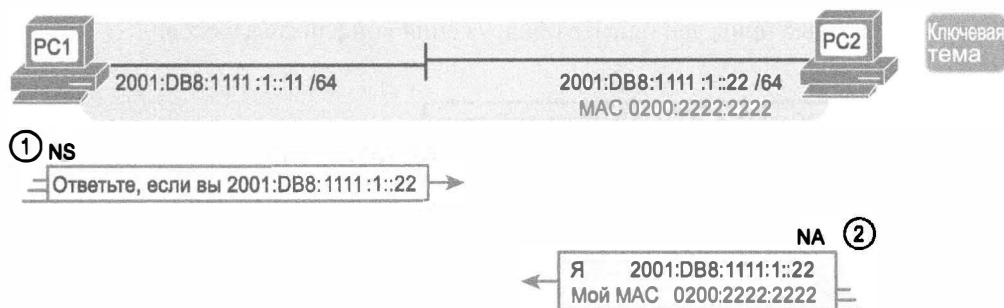 PC1
PC2
Ключевая
тема
2001:DB8:1111:1::11 /64
2001:DB8:1111:1::22 /64
MAC 0200:2222:2222
1 NS
Ответьте, если вы 2001:DB8:1111:1::22
NA 2
Я 2001:DB8:1111:1::22
Мой MAC 0200:2222:2222